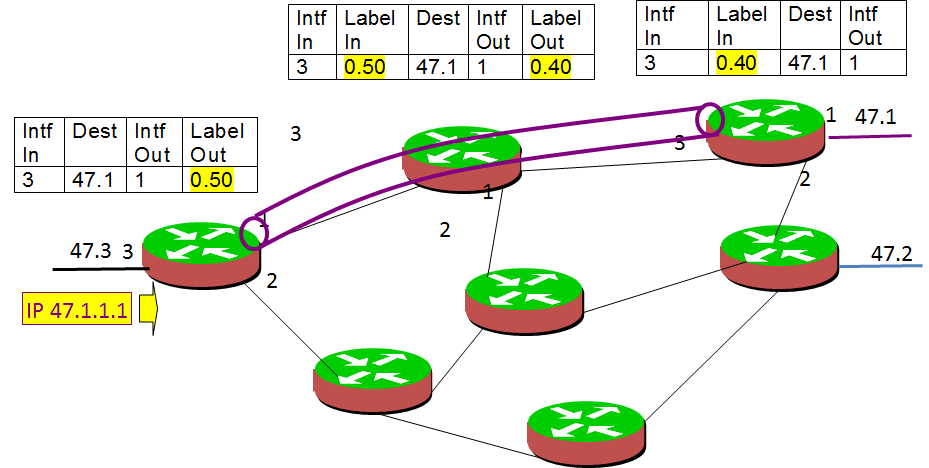 Intf In Label In Dest Intf Out Label Out
3 0.50 47.1 1 0.40
Intf In Label In Dest Intf Out
3 0.40 47.1 1
Intf In Dest Intf Out Label Out
3 47.1 1 0.50
3
1
47.1
3
1
2
1
2
47.3
3
2
47.2
IP 47.1.1.1